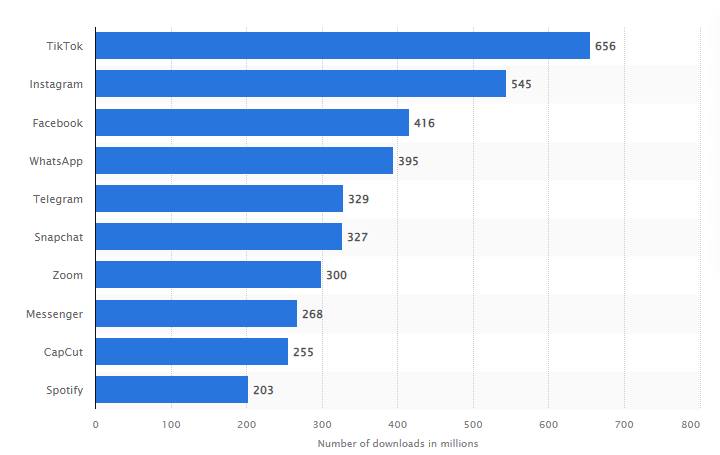 TikTok 656
Instagram 545
Facebook 416
WhatsApp 395
Telegram 329
Snapchat 327
Zoom 300
Messenger 268
CapCut 255
Spotify 203
0 100 200 300 400 500 600 700 800
Number of downloads in millions